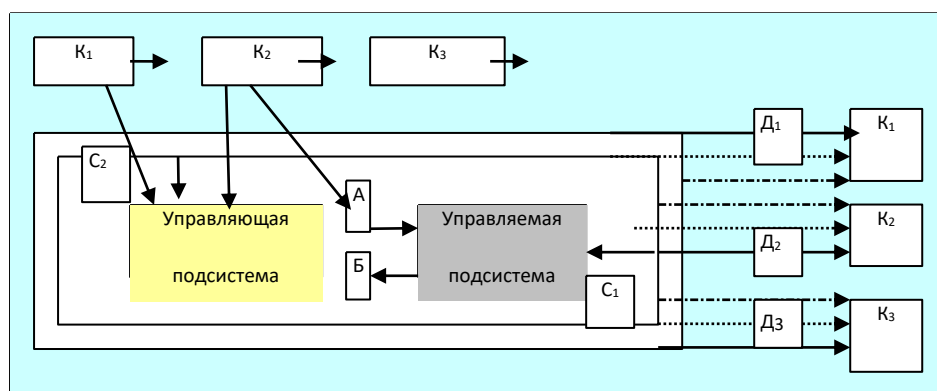 К₁
К₂
К₃
Д₁
К₁
С₂
А
Управляющая
подсистема
Управляемая
подсистема
Б
С₁
К₂
Д₂
Д3
К₃